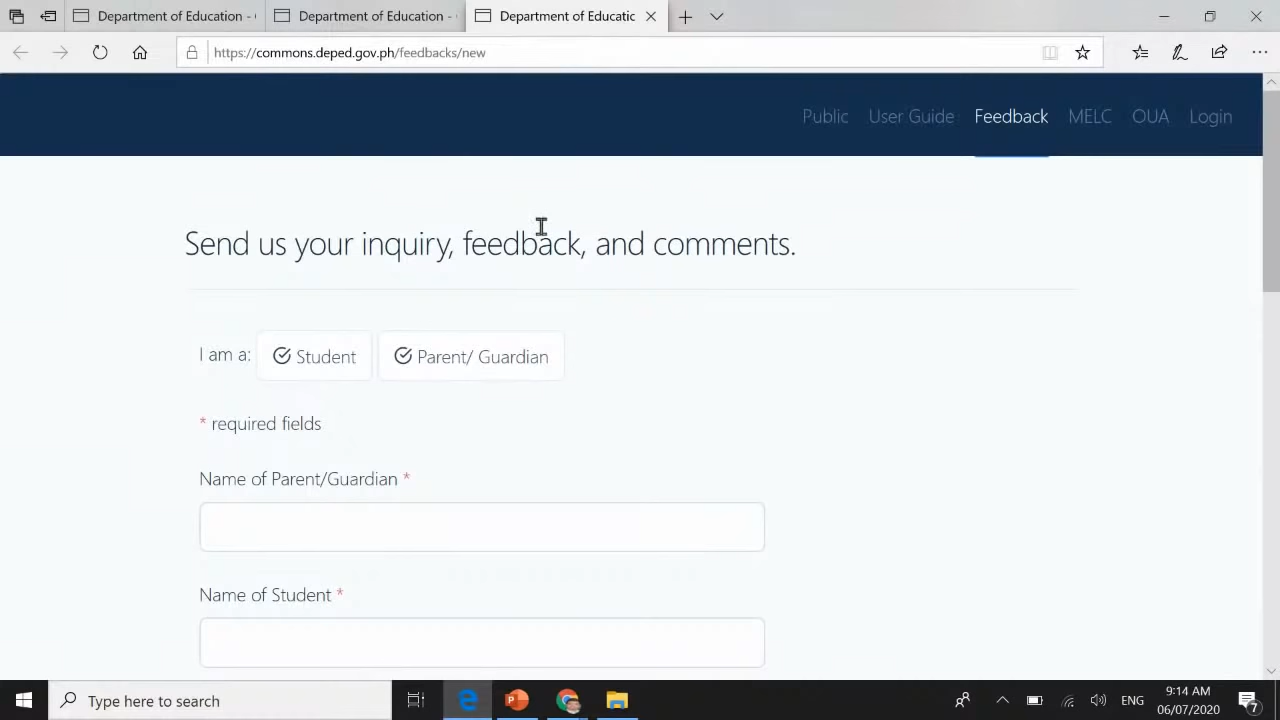 Department of Education - (
Department of Education - (
Department of Educatic
https://commons.deped.gov.ph/feedbacks/new
Public
User Guide
Feedback
MELC
OUA
Login
Send us your inquiry, feedback, and comments.
I am a:
Student
Parent/ Guardian
* required fields
Name of Parent/Guardian *
Name of Student *
Type here to search
ENG
9:14 AM
06/07/2020
7